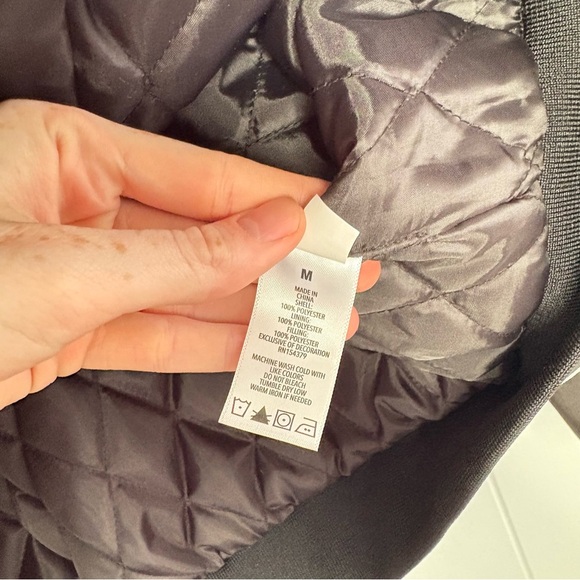 M
MADE IN
CHINA
SHELL:
100% POLYESTER
LINING:
100% POLYESTER
FILLING:
100% POLYESTER
EXCLUSIVE OF DECORATION
RN154379
MACHINE WASH COLD WITH
LIKE COLORS
DO NOT BLEACH
TUMBLE DRY LOW
WARM IRON IF NEEDED